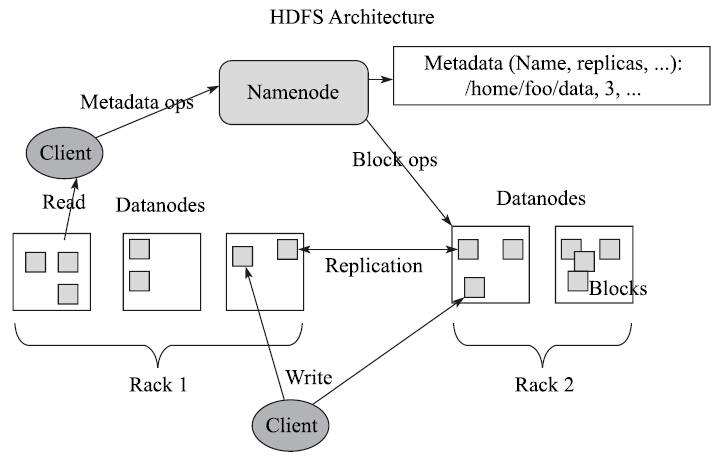 HDFS Architecture
Metadata (Name, replicas, ...):
/home/foo/data, 3, ...
Namenode
Metadata ops
Client
Block ops
Read
Datanodes
Datanodes
Replication
Blocks
Rack 1
Write
Rack 2
Client